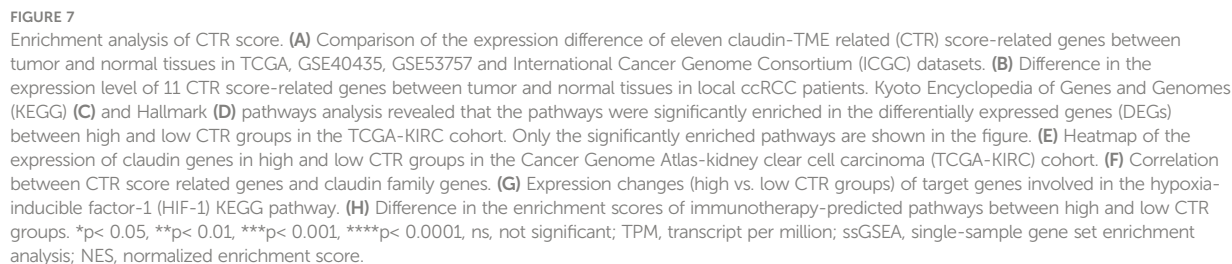 FIGURE 7
Enrichment analysis of CTR score. (A) Comparison of the expression difference of eleven claudin-TME related (CTR) score-related genes between
tumor and normal tissues in TCGA, GSE40435, GSE53757 and International Cancer Genome Consortium (ICGC) datasets. (B) Difference in the
expression level of 11 CTR score-related genes between tumor and normal tissues in local ccRCC patients. Kyoto Encyclopedia of Genes and Genomes
(KEGG) (C) and Hallmark (D) pathways analysis revealed that the pathways were significantly enriched in the differentially expressed genes (DEGs)
between high and low CTR groups in the TCGA-KIRC cohort. Only the significantly enriched pathways are shown in the figure. (E) Heatmap of the
expression of claudin genes in high and low CTR groups in the Cancer Genome Atlas-kidney clear cell carcinoma (TCGA-KIRC) cohort. (F) Correlation
between CTR score related genes and claudin family genes. (G) Expression changes (high vs. low CTR groups) of target genes involved in the hypoxia-
inducible factor-1 (HIF-1) KEGG pathway. (H) Difference in the enrichment scores of immunotherapy-predicted pathways between high and low CTR
groups. *p< 0.05, **p< 0.01, ***p< 0.001, ****p< 0.0001, ns, not significant; TPM, transcript per million; ssGSEA, single-sample gene set enrichment
analysis; NES, normalized enrichment score.